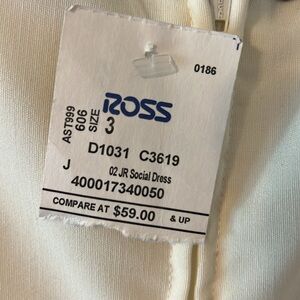 0186
ROSS
AST999
606
SIZE
3
D1031 C3619
J 02 JR Social Dress
400017340050
COMPARE AT $59.00 & UP